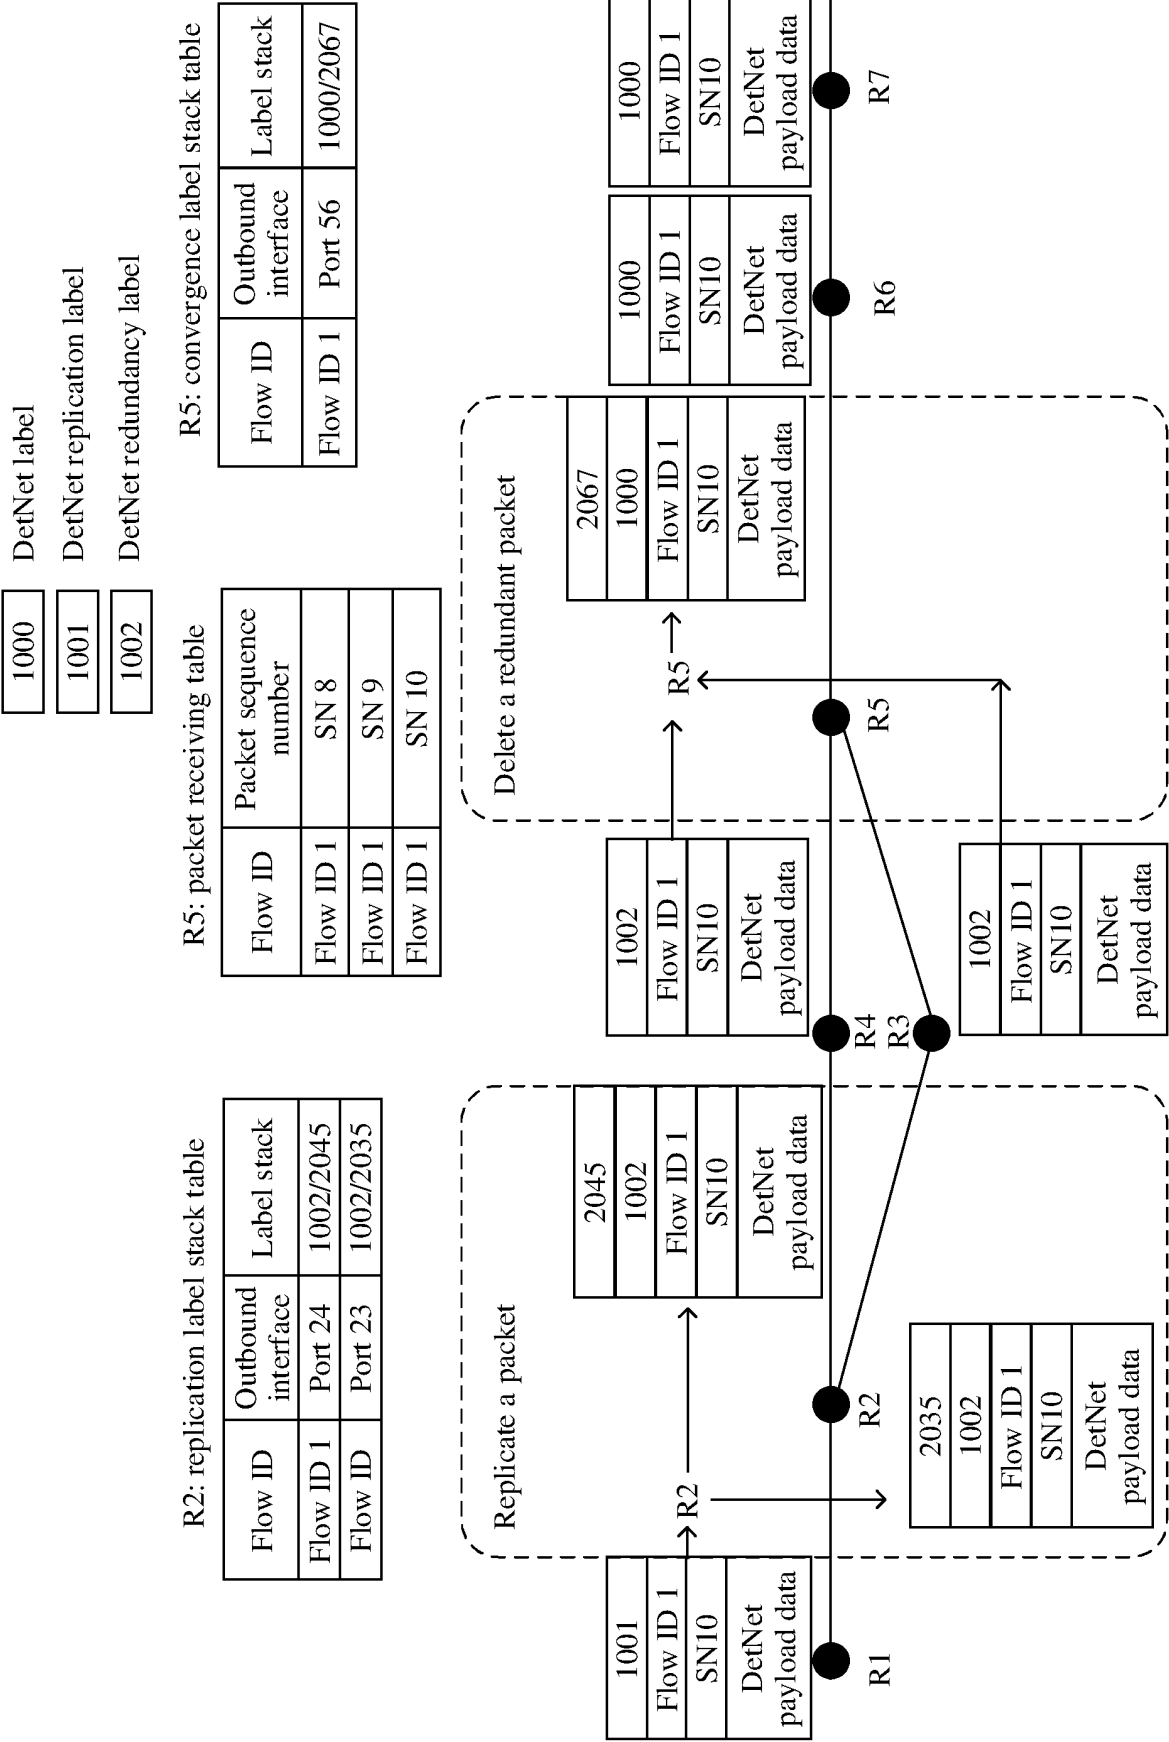 1000 DetNet label
1001 DetNet replication label
1002 DetNet redundancy label
R2: replication label stack table
Flow ID
Outbound
interface
Label stack
Flow ID 1 Port 24 1002/2045
Flow ID Port 23 1002/2035
R5: packet receiving table
Flow ID
Packet sequence
number
Flow ID 1 SN 8
Flow ID 1 SN 9
Flow ID 1 SN 10
R5: convergence label stack table
Flow ID
Outbound
interface
Label stack
Flow ID 1 Port 56 1000/2067
1001
Flow ID 1
SN10
DetNet
payload data
R1
Replicate a packet
R2
2045
1002
Flow ID 1
SN10
DetNet
payload data
R2
2035
1002
Flow ID 1
SN10
DetNet
payload data
1002
Flow ID 1
SN10
DetNet
payload data
R4
R3
1002
Flow ID 1
SN10
DetNet
payload data
Delete a redundant packet
R5
2067
1000
Flow ID 1
SN10
DetNet
payload data
R5
1000
Flow ID 1
SN10
DetNet
payload data
R6
1000
Flow ID 1
SN10
DetNet
payload data
R7